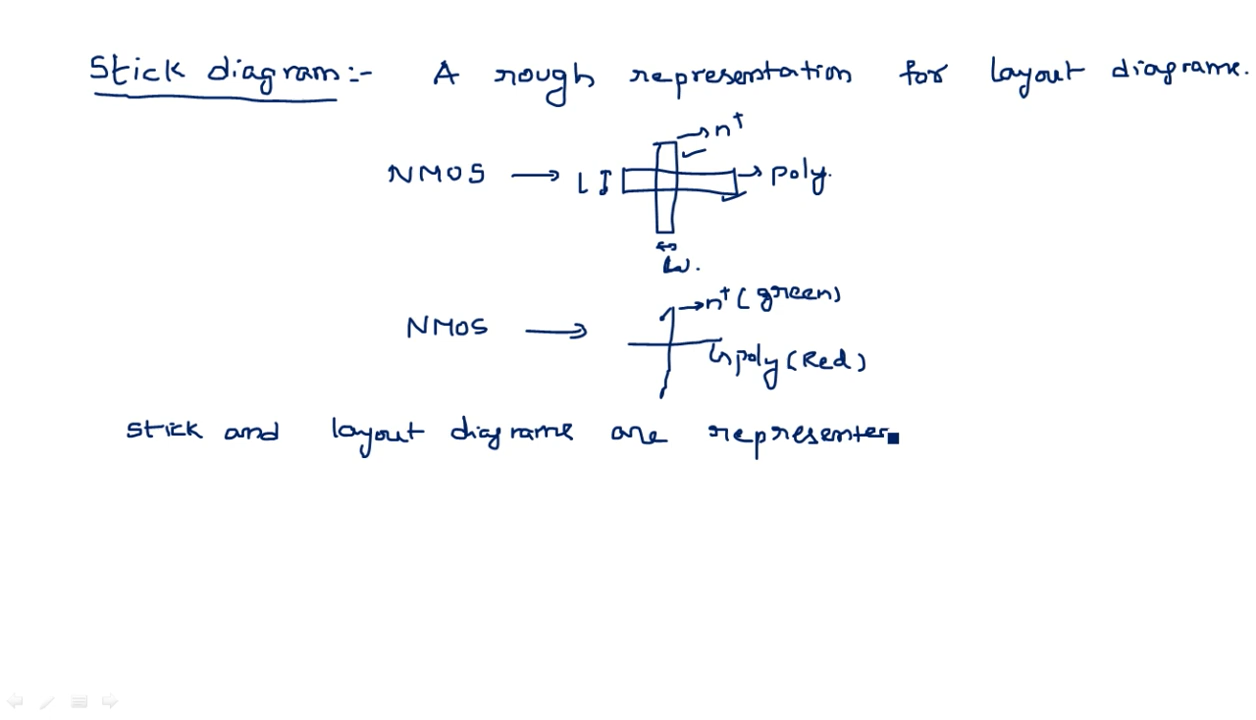 Stick diagram:- A rough representation for layout diagrame.
n+
NMOS → L poly.
W.
n+ (green)
NMOS → poly (Red)
stick and layout diagrame are representer